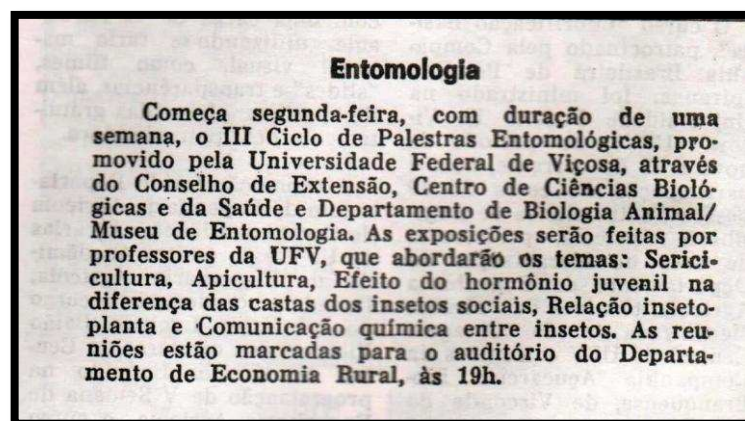 Entomologia
Começa segunda-feira, com duração de uma
semana, o III Ciclo de Palestras Entomológicas, pro-
movido pela Universidade Federal de Viçosa, através
do Conselho de Extensão, Centro de Ciências Bioló-
gicas e da Saúde e Departamento de Biologia Animal/
Museu de Entomologia. As exposições serão feitas por
professores da UFV, que abordarão os temas: Serici-
cultura, Apicultura, Efeito do hormônio juvenil na
diferença das castas dos insetos sociais, Relação inseto-
planta e Comunicação química entre insetos. As reu-
niões estão marcadas para o auditório do Departa-
mento de Economia Rural, às 19h.